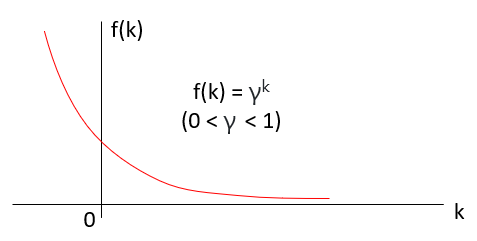 f(k)
f(k) = γᵏ
(0 < γ < 1)
k
0